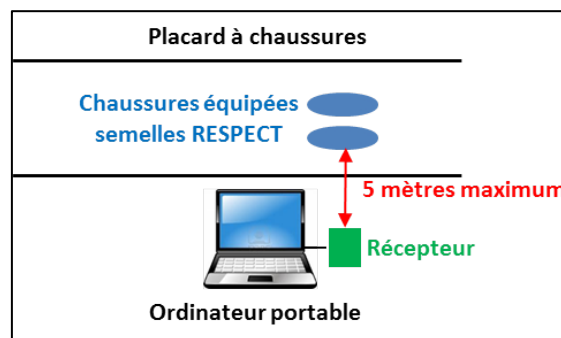 Placard à chaussures
Chaussures équipées
semelles RESPECT
5 mètres maximum
Récepteur
Ordinateur portable